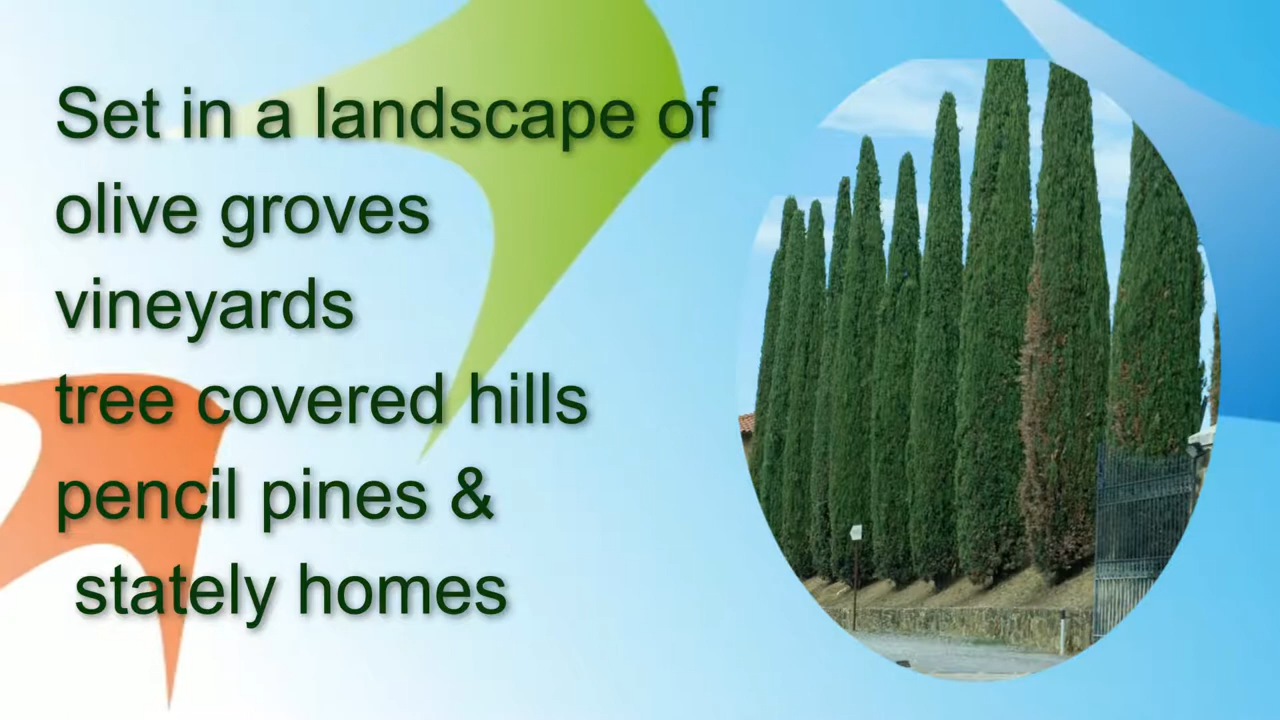 Set in a landscape of
olive groves
vineyards
tree covered hills
pencil pines &
stately homes